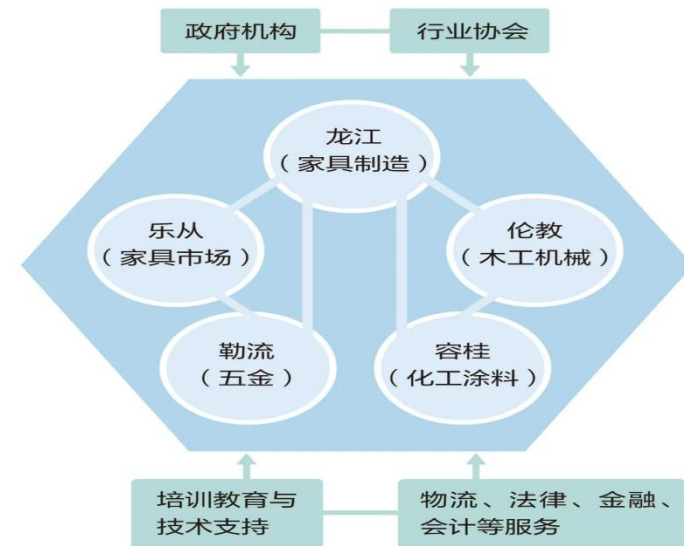 政府机构
行业协会
龙江
（家具制造）
乐从
（家具市场）
伦教
（木工机械）
勒流
（五金）
容桂
（化工涂料）
培训教育与
技术支持
物流、法律、金融、
会计等服务